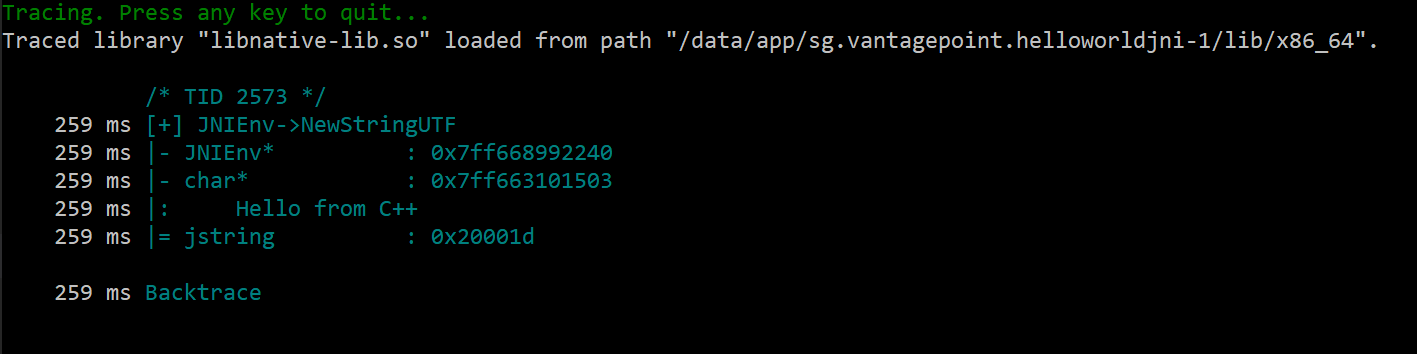 Tracing. Press any key to quit...
Traced library "libnative-lib.so" loaded from path "/data/app/sg.vantagepoint.helloworldjni-1/lib/x86_64".
/* TID 2573 */
259 ms [+] JNIEnv->NewStringUTF
259 ms |- JNIEnv* : 0x7ff668992240
259 ms |- char* : 0x7ff663101503
259 ms |: Hello from C++
259 ms |= jstring : 0x20001d
259 ms Backtrace